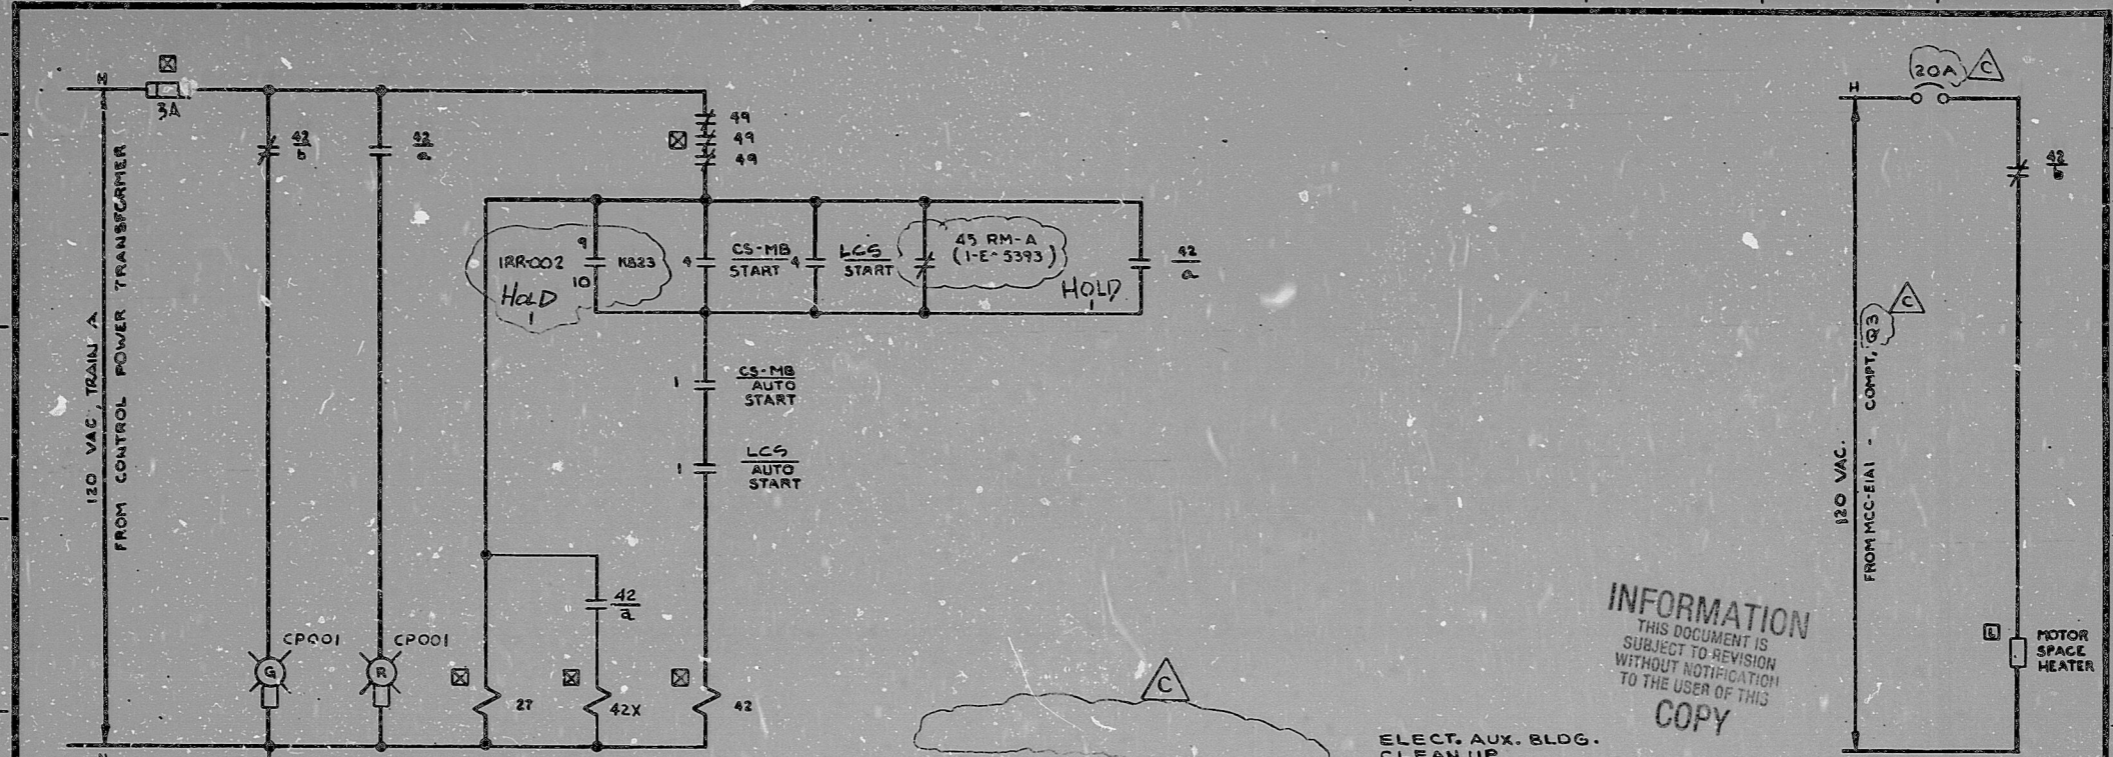 H
3A
120 VAC, TRAIN A
FROM CONTROL POWER TRANSFORMER
42
b
42
a
49
49
49
9
1RR-002
K823
10
HOLD
1
4
CS-MB
START
4
LCS
START
45 RM-A
(1-E-5393)
HOLD
1
42
a
1
CS-MB
AUTO
START
1
LCS
AUTO
START
42
a
CP001
G
CP001
R
27
42X
42
C
ELECT. AUX. BLDG.
CLEAN UP
INFORMATION
THIS DOCUMENT IS
SUBJECT TO REVISION
WITHOUT NOTIFICATION
TO THE USER OF THIS
COPY
H
20A
C
42
b
120 VAC.
FROM MCC-E1A1 - COMPT, Q3
C
L
MOTOR
SPACE
HEATER